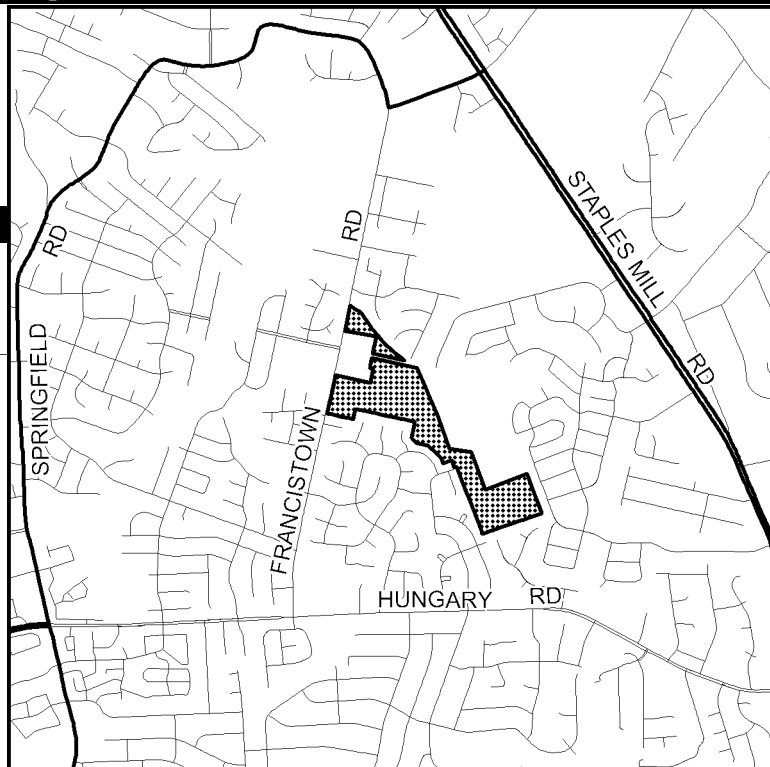 STAPLES MILL RD
RD
RD
SPRINGFIELD
FRANCISTOWN
HUNGARY RD